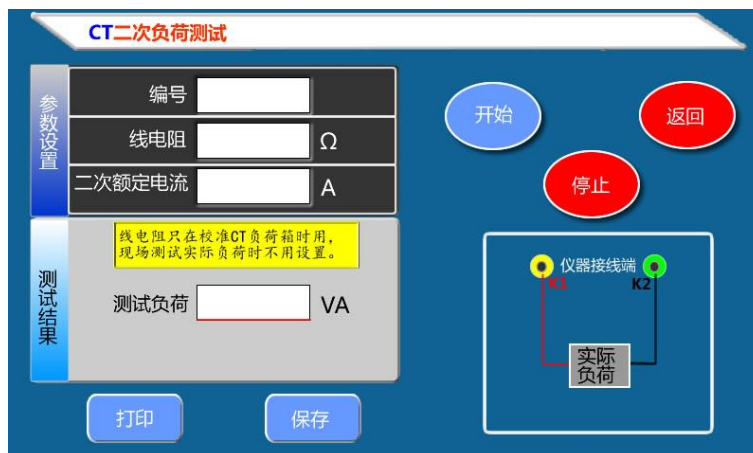 CT二次负荷测试
参数设置
编号
线电阻 Ω
二次额定电流 A
开始
返回
停止
测试结果
线电阻只在校准CT负荷箱时用,
现场测试实际负荷时不用设置。
测试负荷 VA
仪器接线端
K1 K2
实际
负荷
打印
保存